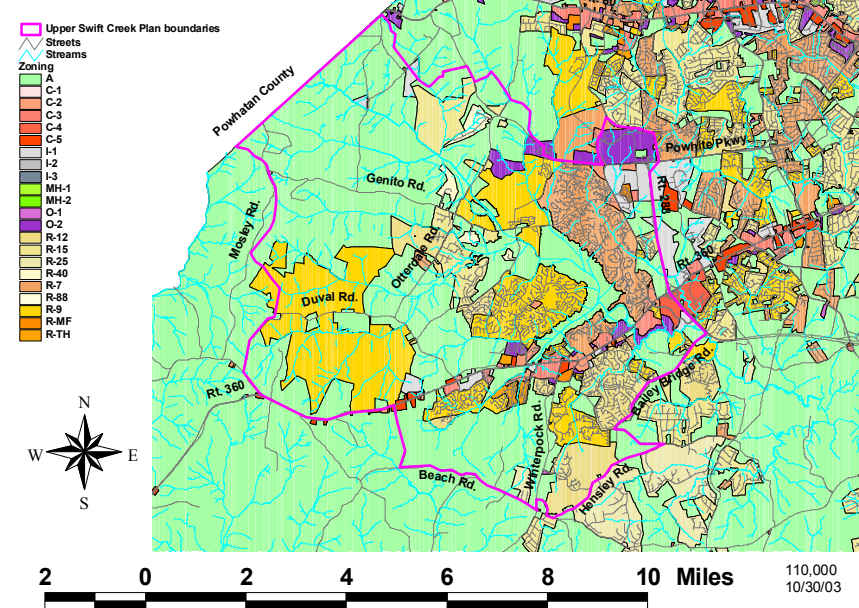 Upper Swift Creek Plan boundaries
Streets
Streams
Zoning
A
C-1
C-2
C-3
C-4
C-5
I-1
I-2
I-3
MH-1
MH-2
O-1
O-2
R-12
R-15
R-25
R-40
R-7
R-88
R-9
R-MF
R-TH
Powhatan County
Powhite Pkwy
Genito Rd.
Rt. 288
Mosley Rd.
Otterdale Rd.
Rt. 360
Duval Rd.
Rt. 360
Bailey Bridge Rd.
Winterpock Rd.
Beach Rd.
Hensley Rd.
N
W
E
S
2 0 2 4 6 8 10 Miles
110,000
10/30/03